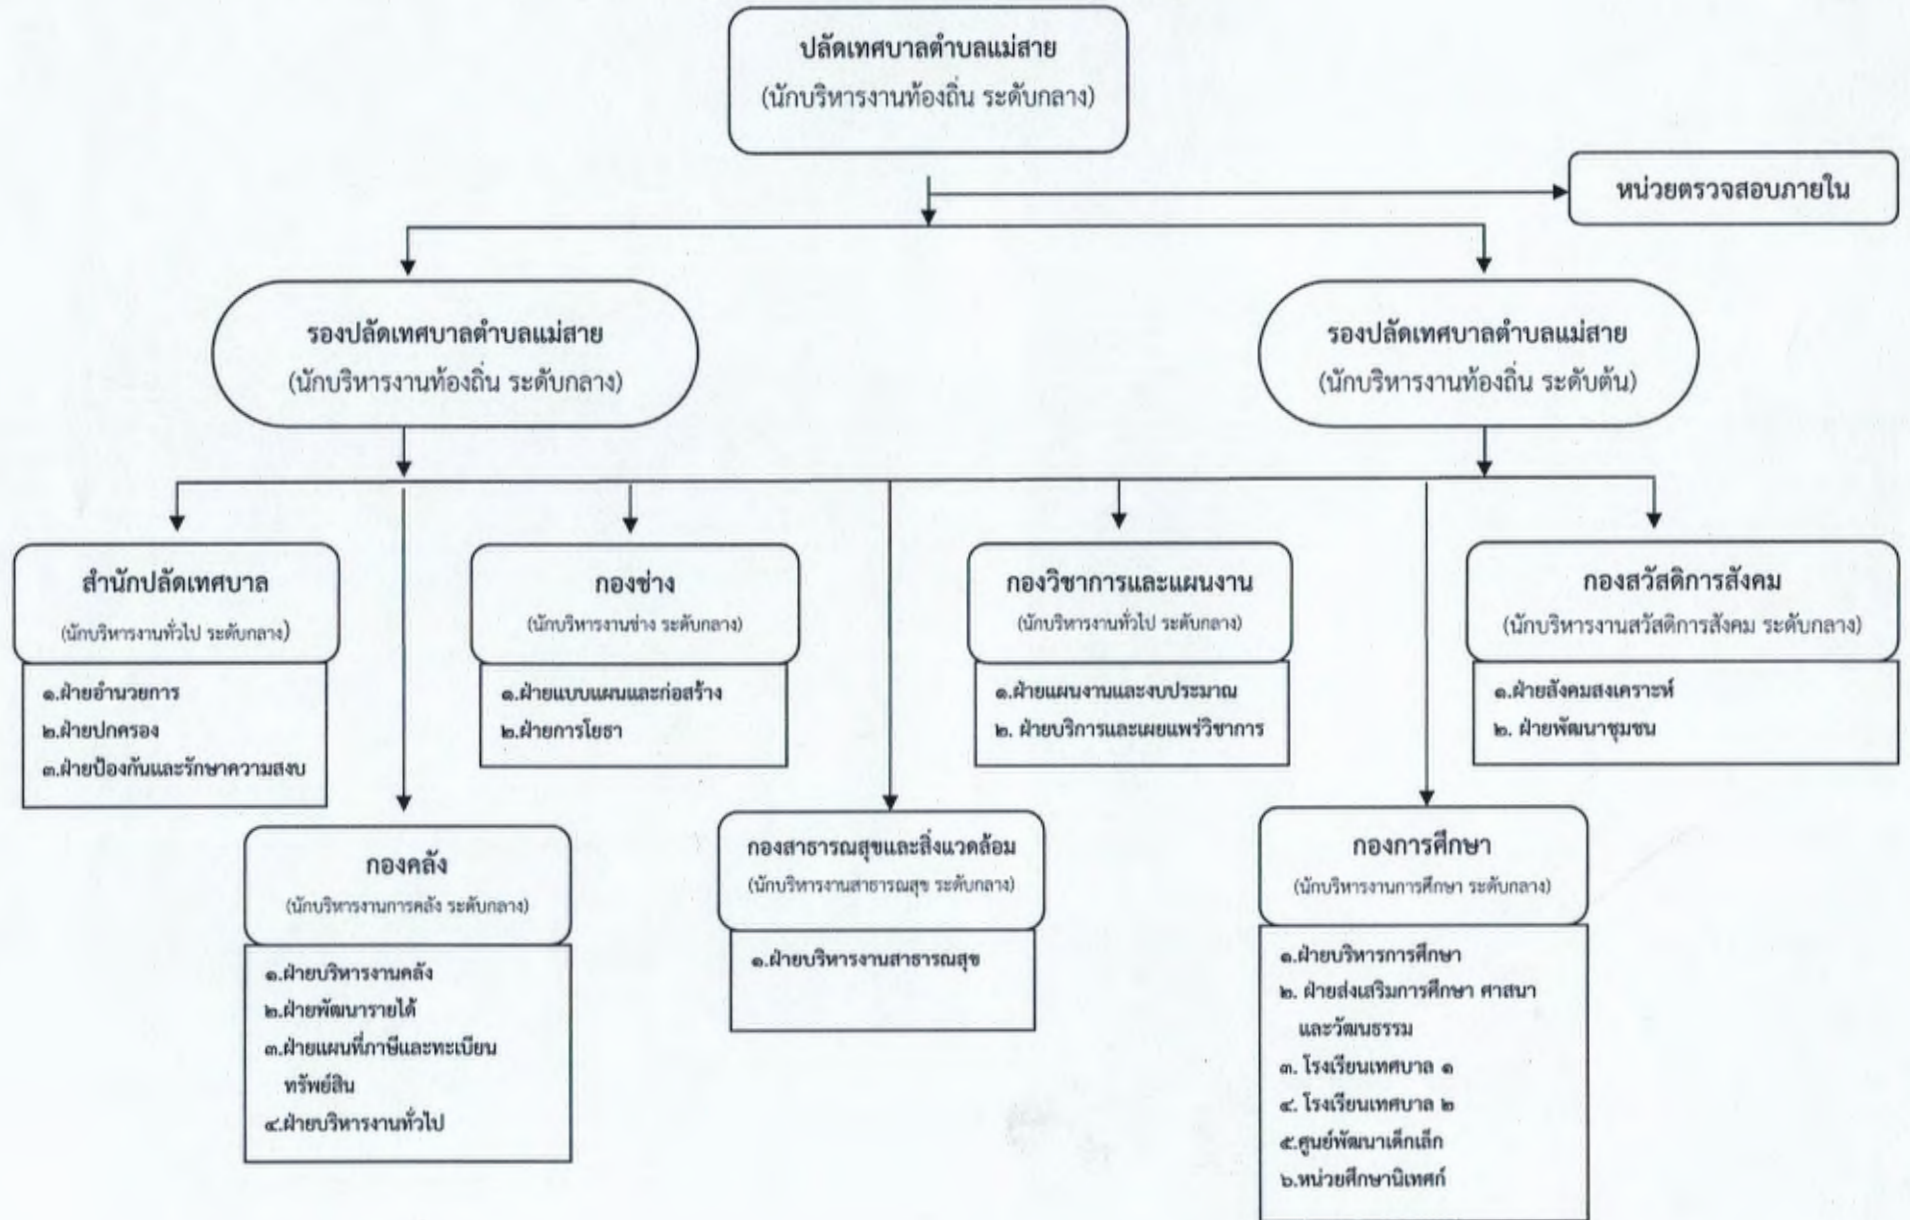 ปลัดเทศบาลตำบลแม่สาย
(นักบริหารงานท้องถิ่น ระดับกลาง)
หน่วยตรวจสอบภายใน
รองปลัดเทศบาลตำบลแม่สาย
(นักบริหารงานท้องถิ่น ระดับกลาง)
รองปลัดเทศบาลตำบลแม่สาย
(นักบริหารงานท้องถิ่น ระดับต้น)
สำนักปลัดเทศบาล
(นักบริหารงานทั่วไป ระดับกลาง)
๑.ฝ่ายอำนวยการ
๒.ฝ่ายปกครอง
๓.ฝ่ายป้องกันและรักษาความสงบ
กองช่าง
(นักบริหารงานช่าง ระดับกลาง)
๑.ฝ่ายแบบแผนและก่อสร้าง
๒.ฝ่ายการโยธา
กองวิชาการและแผนงาน
(นักบริหารงานทั่วไป ระดับกลาง)
๑.ฝ่ายแผนงานและงบประมาณ
๒. ฝ่ายบริการและเผยแพร่วิชาการ
กองสวัสดิการสังคม
(นักบริหารงานสวัสดิการสังคม ระดับกลาง)
๑.ฝ่ายสังคมสงเคราะห์
๒. ฝ่ายพัฒนาชุมชน
กองคลัง
(นักบริหารงานการคลัง ระดับกลาง)
๑.ฝ่ายบริหารงานคลัง
๒.ฝ่ายพัฒนารายได้
๓.ฝ่ายแผนที่ภาษีและทะเบียน
ทรัพย์สิน
๔.ฝ่ายบริหารงานทั่วไป
กองสาธารณสุขและสิ่งแวดล้อม
(นักบริหารงานสาธารณสุข ระดับกลาง)
๑.ฝ่ายบริหารงานสาธารณสุข
กองการศึกษา
(นักบริหารงานการศึกษา ระดับกลาง)
๑.ฝ่ายบริหารการศึกษา
๒. ฝ่ายส่งเสริมการศึกษา ศาสนา
และวัฒนธรรม
๓. โรงเรียนเทศบาล ๑
๔. โรงเรียนเทศบาล ๒
๕.ศูนย์พัฒนาเด็กเล็ก
๖.หน่วยศึกษานิเทศก์